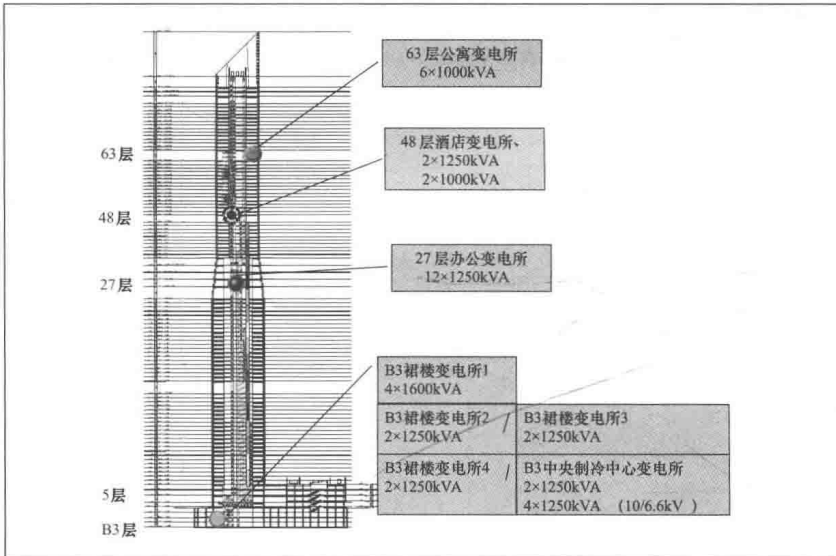 63层公寓变电所
6×1000kVA
48层酒店变电所、
2×1250kVA
2×1000kVA
63层
48层
27层办公变电所
12×1250kVA
27层
B3裙楼变电所1
4×1600kVA
B3裙楼变电所2 / B3裙楼变电所3
2×1250kVA 2×1250kVA
B3裙楼变电所4 / B3中央制冷中心变电所
2×1250kVA 2×1250kVA
4×1250kVA (10/6.6kV )
5层
B3层